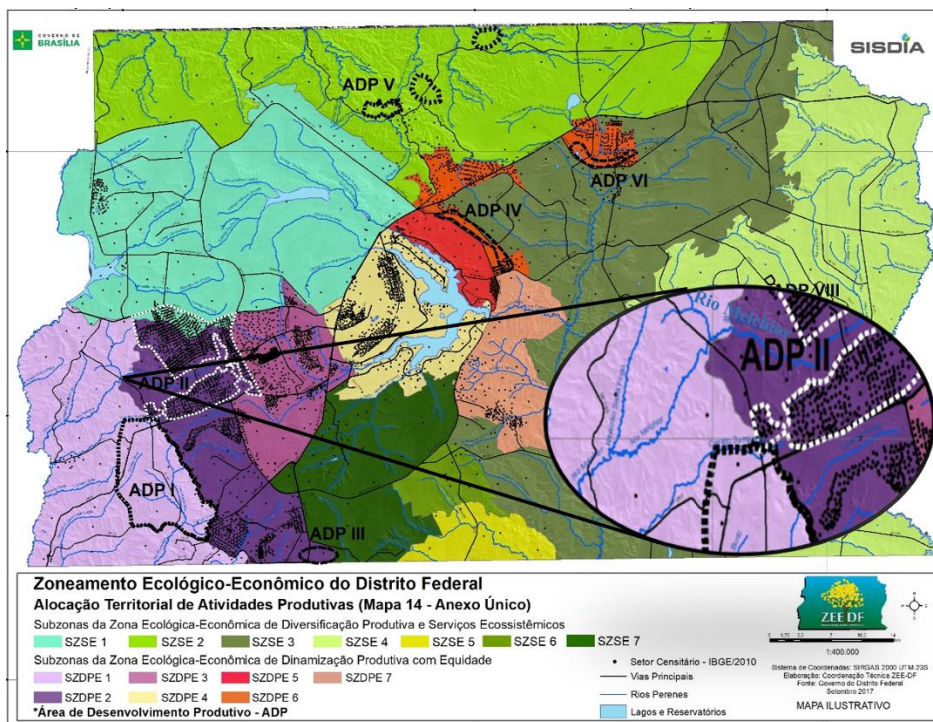 GOVERNO DE
BRASÍLIA
SISDIA
ADP V
ADP VI
ADP IV
ADP VIII
Rio Melchior
ADP II
ADP II
ADP I
ADP III
Zoneamento Ecológico-Econômico do Distrito Federal
Alocação Territorial de Atividades Produtivas (Mapa 14 - Anexo Único)
Subzonas da Zona Ecológica-Econômica de Diversificação Produtiva e Serviços Ecossistêmicos
SZSE 1 SZSE 2 SZSE 3 SZSE 4 SZSE 5 SZSE 6 SZSE 7
Subzonas da Zona Ecológica-Econômica de Dinamização Produtiva com Equidade
SZDPE 1 SZDPE 3 SZDPE 5 SZDPE 7
SZDPE 2 SZDPE 4 SZDPE 6
*Área de Desenvolvimento Produtivo - ADP
Setor Censitário - IBGE/2010
Vias Principais
Rios Perenes
Lagos e Reservatórios
ZEE DF
1:400.000
Sistema de Coordenadas: SIRGAS 2000 UTM-23S
Elaboração: Coordenação Técnica ZEE-DF
Fonte: Governo do Distrito Federal
Setembro 2017
MAPA ILUSTRATIVO